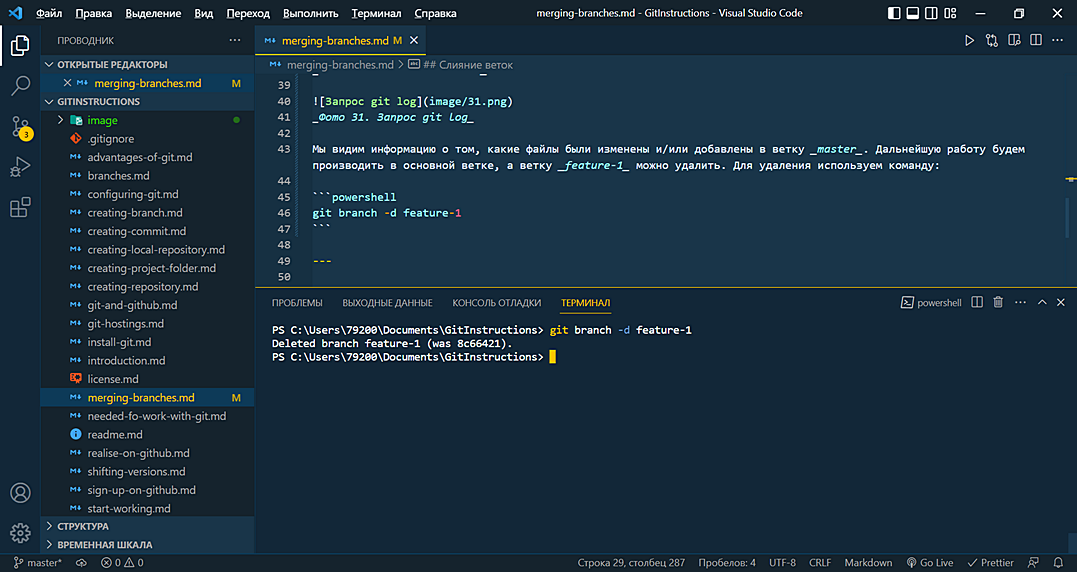 Файл Правка Выделение Вид Переход Выполнить Терминал Справка merging-branches.md - GitInstructions - Visual Studio Code
ПРОВОДНИК
merging-branches.md M
ОТКРЫТЫЕ РЕДАКТОРЫ
merging-branches.md > ## Слияние веток
merging-branches.md M
GITINSTRUCTIONS
image
.gitignore
advantages-of-git.md
branches.md
configuring-git.md
creating-branch.md
creating-commit.md
creating-local-repository.md
creating-project-folder.md
creating-repository.md
git-and-github.md
git-hostings.md
install-git.md
introduction.md
license.md
merging-branches.md M
needed-fo-work-with-git.md
readme.md
realise-on-github.md
shifting-versions.md
sign-up-on-github.md
start-working.md
СТРУКТУРА
ВРЕМЕННАЯ ШКАЛА
3
39
40 ![Запрос git log](image/31.png)
41 _Фото 31. Запрос git log_
42
43 Мы видим информацию о том, какие файлы были изменены и/или добавлены в ветку _master_. Дальнейшую работу будем
производить в основной ветке, а ветку _feature-1_ можно удалить. Для удаления используем команду:
44
45 ```powershell
46 git branch -d feature-1
47 ```
48
49 ---
50
ПРОБЛЕМЫ ВЫХОДНЫЕ ДАННЫЕ КОНСОЛЬ ОТЛАДКИ ТЕРМИНАЛ powershell
PS C:\Users\79200\Documents\GitInstructions> git branch -d feature-1
Deleted branch feature-1 (was 8c66421).
PS C:\Users\79200\Documents\GitInstructions>
master* 0 0 Строка 29, столбец 287 Пробелов: 4 UTF-8 CRLF Markdown Go Live Prettier